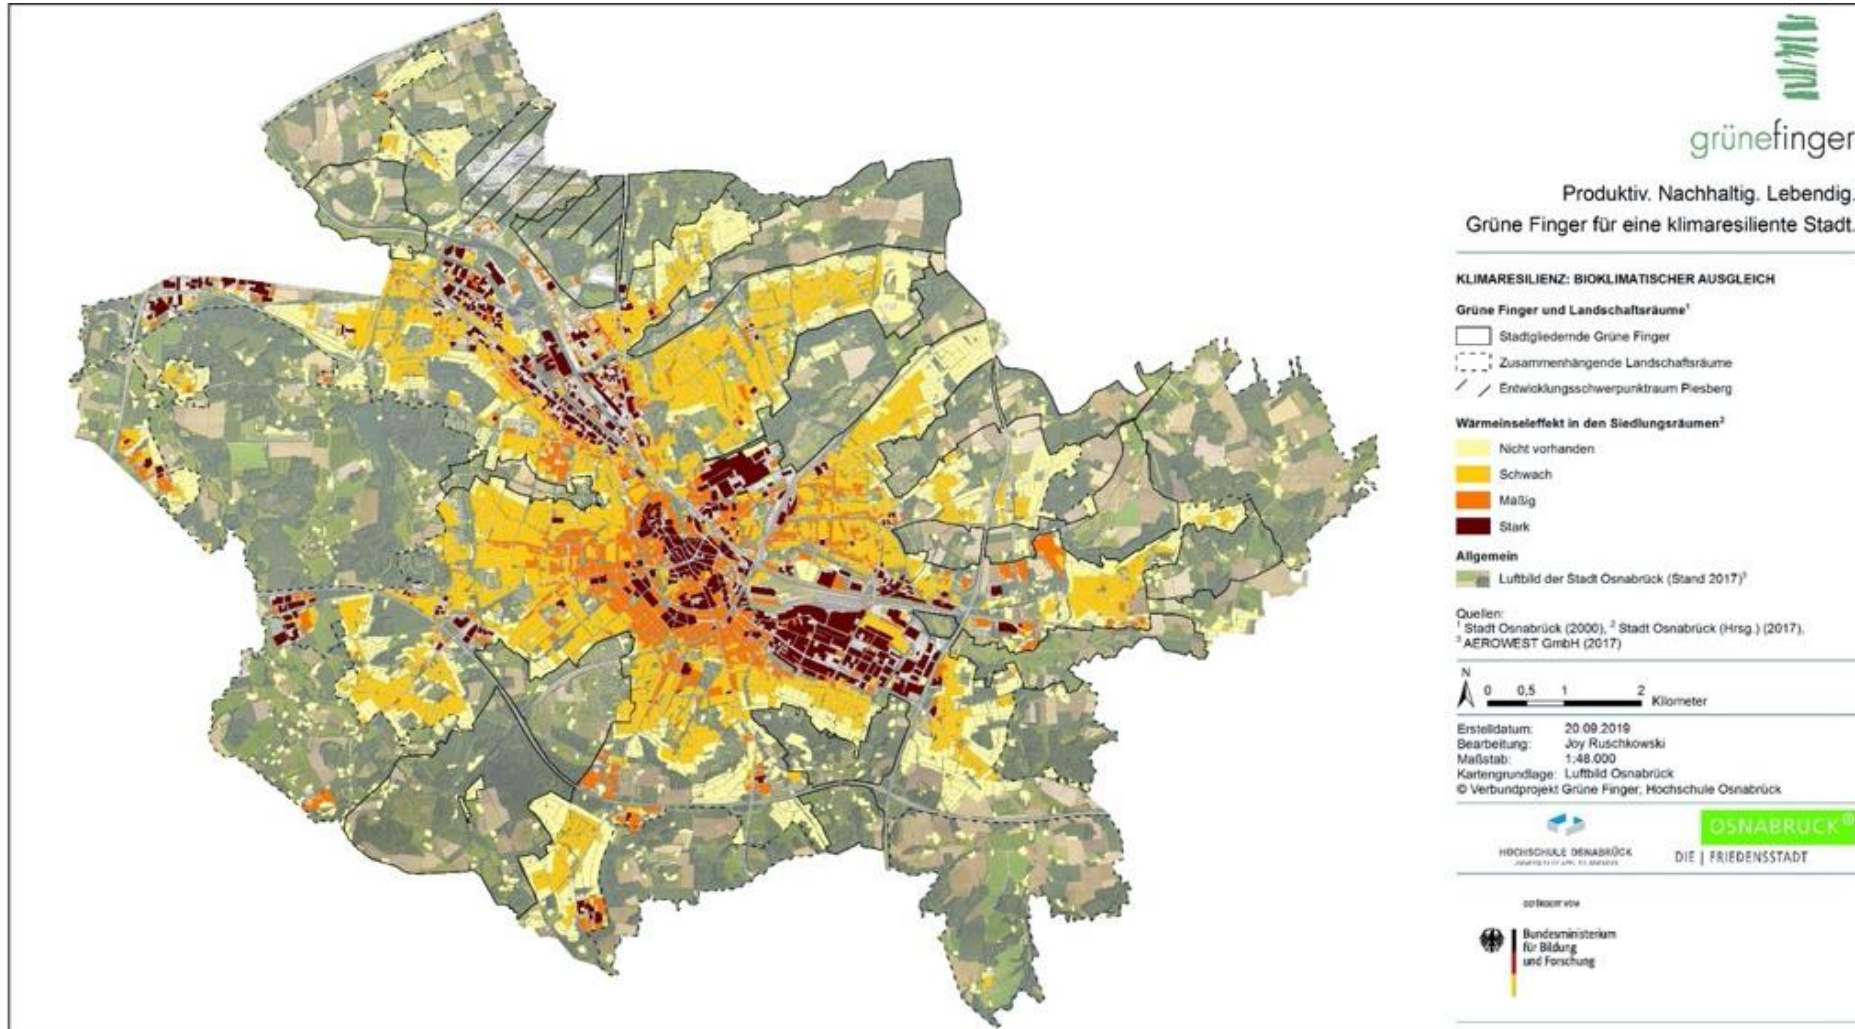 grünefinger
Produktiv. Nachhaltig. Lebendig.
Grüne Finger für eine klimaresiliente Stadt.
KLIMARESILIENZ: BIOKLIMATISCHER AUSGLEICH
Grüne Finger und Landschaftsräume¹
Stadtgliedernde Grüne Finger
Zusammenhängende Landschaftsräume
Entwicklungsschwerpunktraum Piesberg
Wärmeinseleffekt in den Siedlungsräumen²
Nicht vorhanden
Schwach
Mäßig
Stark
Allgemein
Luftbild der Stadt Osnabrück (Stand 2017)³
Quellen:
¹ Stadt Osnabrück (2000), ² Stadt Osnabrück (Hrsg.) (2017),
³ AEROWEST GmbH (2017)
N
0 0,5 1 2
Kilometer
Erstelldatum: 20.09.2019
Bearbeitung: Joy Ruschkowski
Maßstab: 1:48.000
Kartengrundlage: Luftbild Osnabrück
© Verbundprojekt Grüne Finger; Hochschule Osnabrück
HOCHSCHULE OSNABRÜCK
OSNABRÜCK ®
DIE | FRIEDENSSTADT
GEFÖRDERT VOM
Bundesministerium
für Bildung
und Forschung